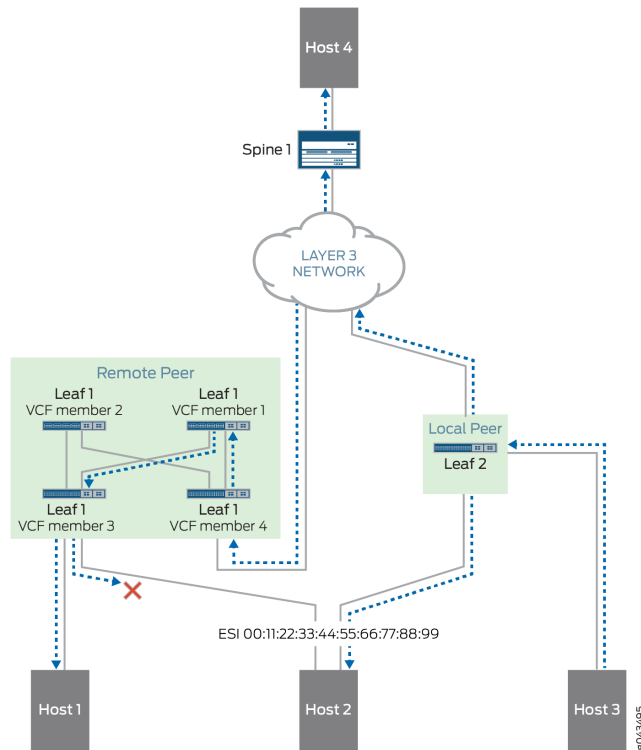 Host 4
Spine 1
LAYER 3
NETWORK
Remote Peer
Leaf 1
VCF member 2
Leaf 1
VCF member 1
Local Peer
Leaf 2
Leaf 1
VCF member 3
Leaf 1
VCF member 4
ESI 00:11:22:33:44:55:66:77:88:99
Host 1
Host 2
Host 3